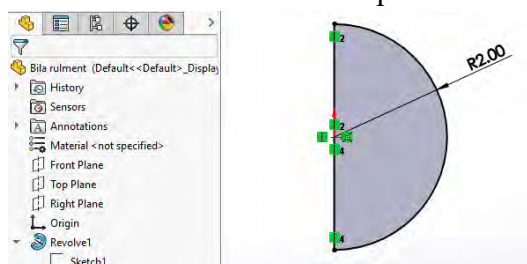 Bila rulment (Default<<Default>_Display
History
Sensors
Annotations
Material <not specified>
Front Plane
Top Plane
Right Plane
Origin
Revolve1
Sketch1
R2.00
2
2
4
4